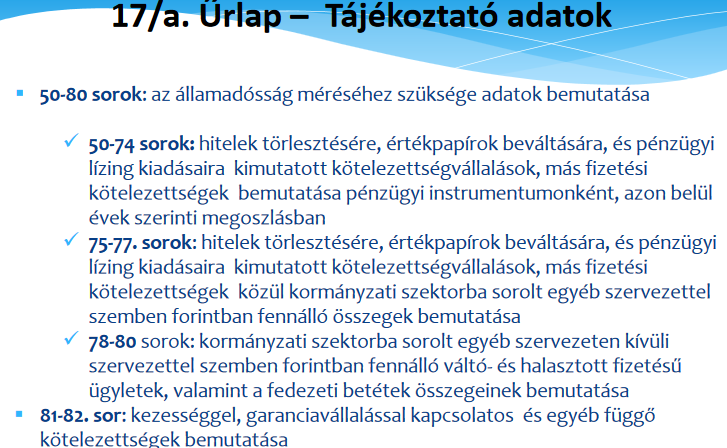 17/a. Űrlap – Tájékoztató adatok
▪ 50-80 sorok: az államadósság méréséhez szüksége adatok bemutatása
✓ 50-74 sorok: hitelek törlesztésére, értékpapírok beváltására, és pénzügyi
lízing kiadásaira kimutatott kötelezettségvállalások, más fizetési
kötelezettségek bemutatása pénzügyi instrumentumonként, azon belül
évek szerinti megoszlásban
✓ 75-77. sorok: hitelek törlesztésére, értékpapírok beváltására, és pénzügyi
lízing kiadásaira kimutatott kötelezettségvállalások, más fizetési
kötelezettségek közül kormányzati szektorba sorolt egyéb szervezettel
szemben forintban fennálló összegek bemutatása
✓ 78-80 sorok: kormányzati szektorba sorolt egyéb szervezeten kívüli
szervezettel szemben forintban fennálló váltó- és halasztott fizetésű
ügyletek, valamint a fedezeti betétek összegeinek bemutatása
▪ 81-82. sor: kezességgel, garanciavállalással kapcsolatos és egyéb függő
kötelezettségek bemutatása